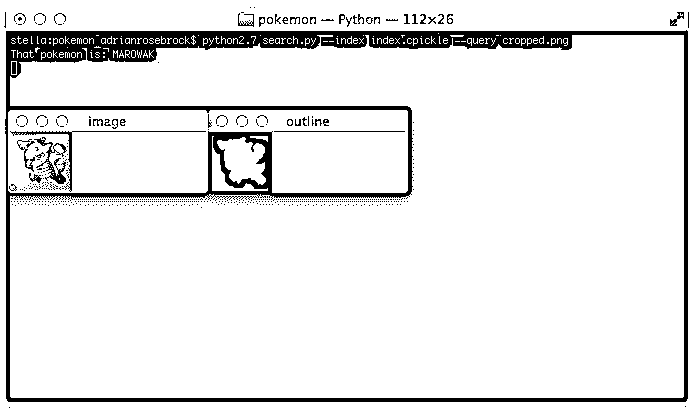 pokemon — Python — 112×26
stella:pokemon adrianrosebrock$ python2.7 search.py --index index.cpickle --query cropped.png
That pokemon is: MAROWAK
image
outline